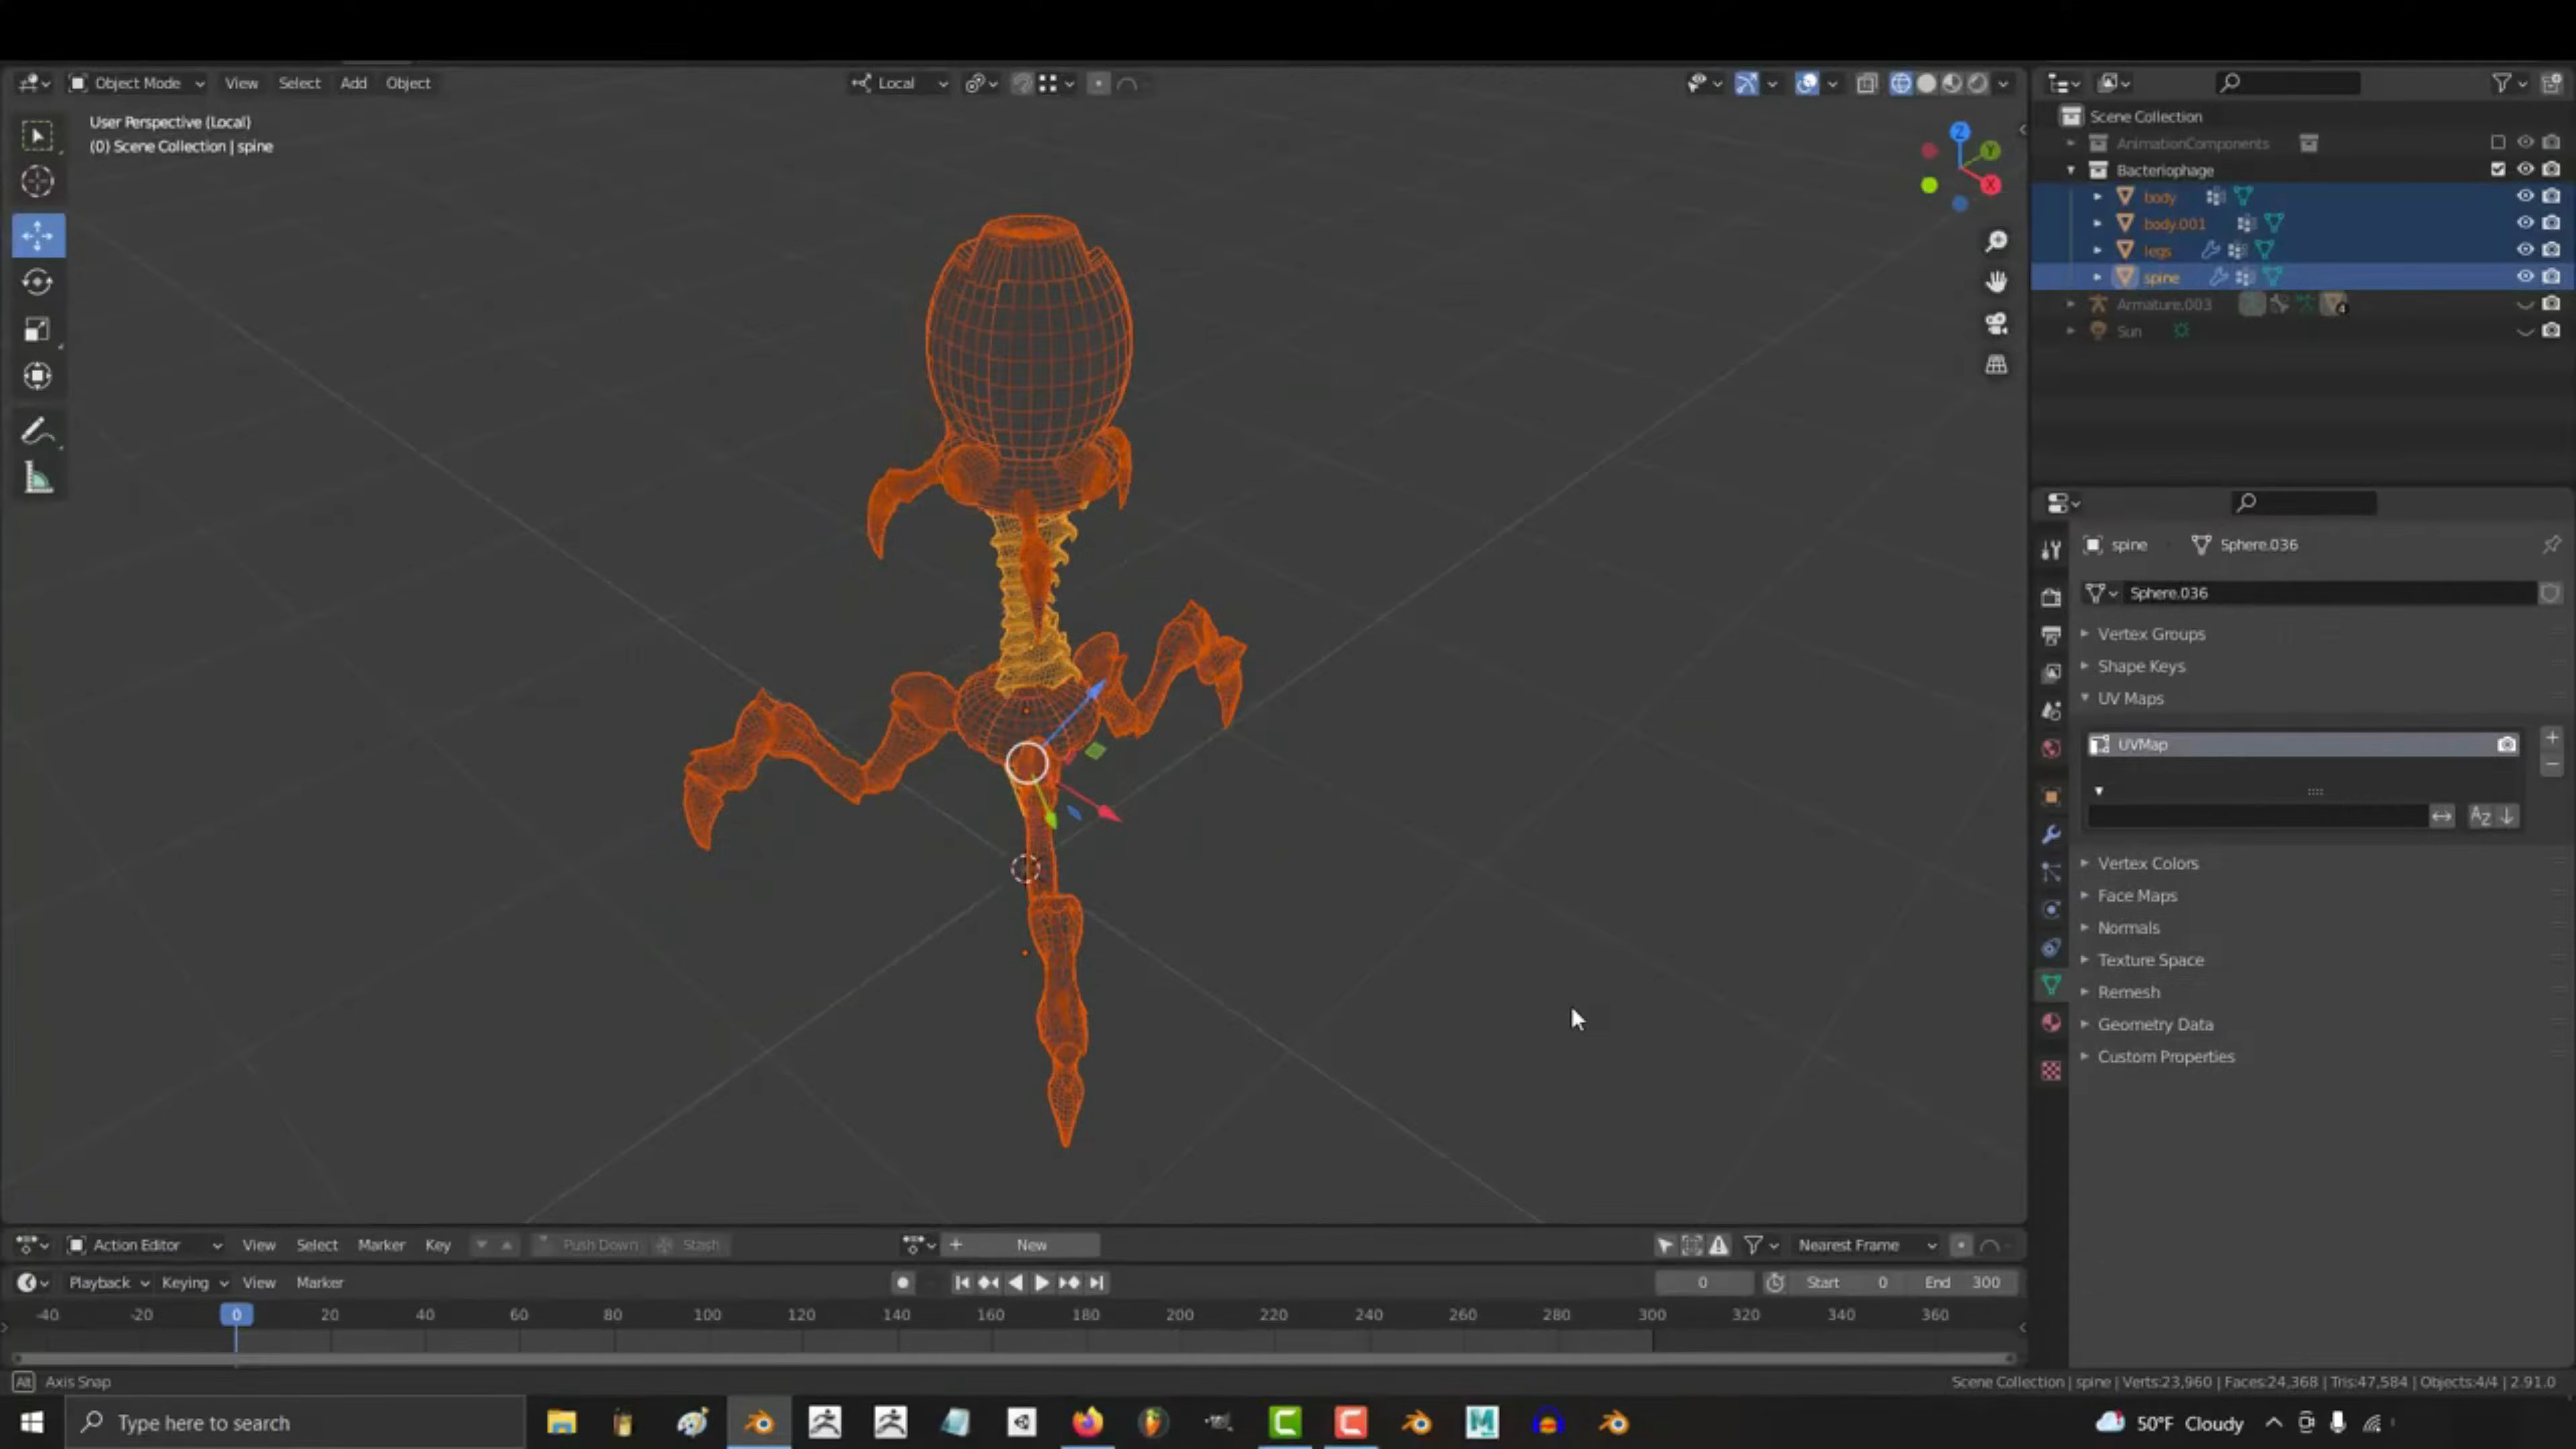 Object Mode View Select Add Object Local
User Perspective (Local)
(0) Scene Collection | spine
Z
Y
X
Scene Collection
AnimationComponents
Bacteriophage
body
body.001
legs
spine
Armature.003 4
Sun
spine Sphere.036
Sphere.036
Vertex Groups
Shape Keys
UV Maps
UVMap
AZ
Vertex Colors
Face Maps
Normals
Texture Space
Remesh
Geometry Data
Custom Properties
Action Editor View Select Marker Key Push Down Stash New Nearest Frame
Playback Keying View Marker 0 Start 0 End 300
-40 -20 0 20 40 60 80 100 120 140 160 180 200 220 240 260 280 300 320 340 360
Alt Axis Snap
Scene Collection | spine | Verts:23,960 | Faces:24,368 | Tris:47,584 | Objects:4/4 | 2.91.0
Type here to search C C M 50°F Cloudy